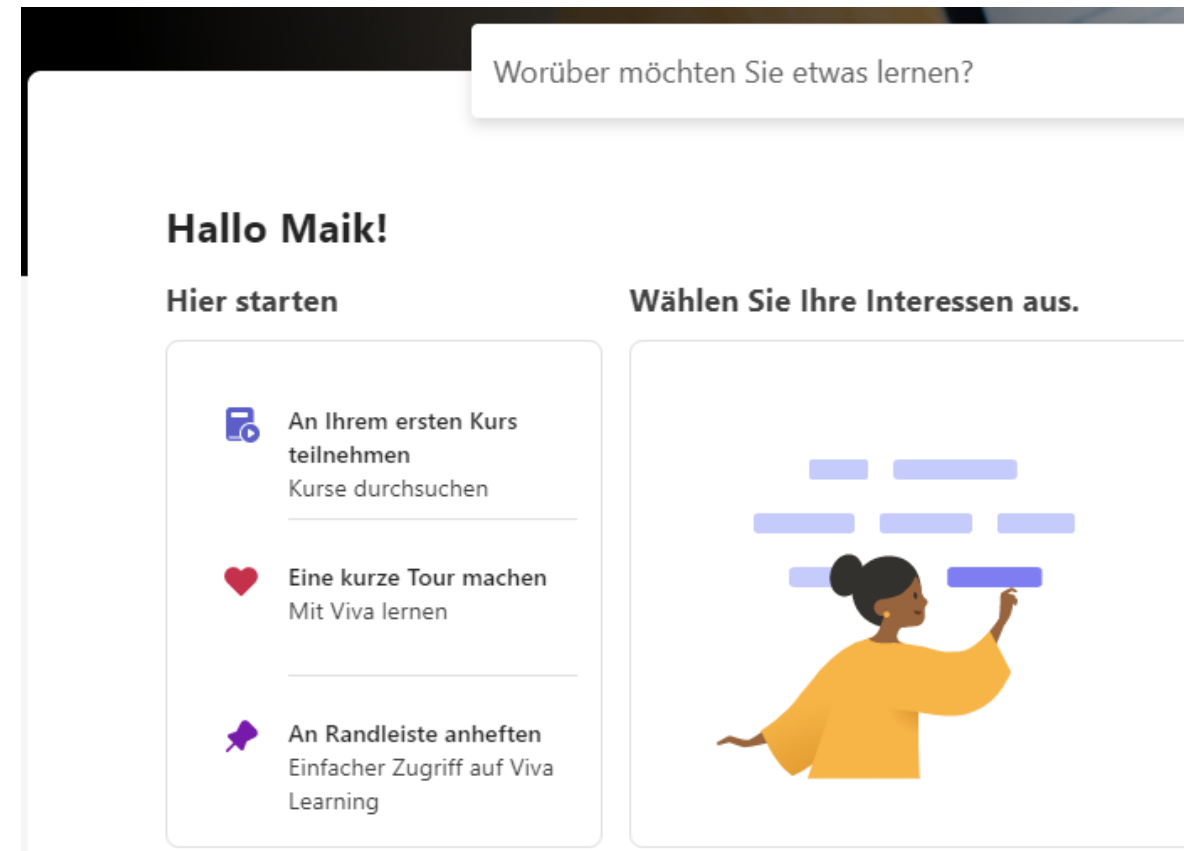 Worüber möchten Sie etwas lernen?
Hallo Maik!
Hier starten
An Ihrem ersten Kurs
teilnehmen
Kurse durchsuchen
Eine kurze Tour machen
Mit Viva lernen
An Randleiste anheften
Einfacher Zugriff auf Viva
Learning
Wählen Sie Ihre Interessen aus.